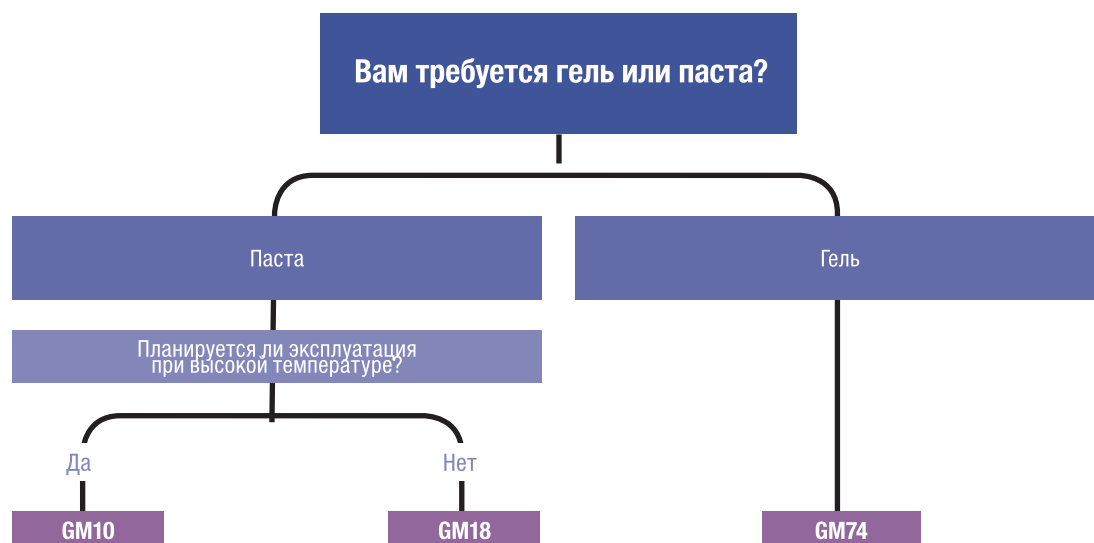 Вам требуется гель или паста?
Паста
Гель
Планируется ли эксплуатация
при высокой температуре?
Да
Нет
GM10
GM18
GM74